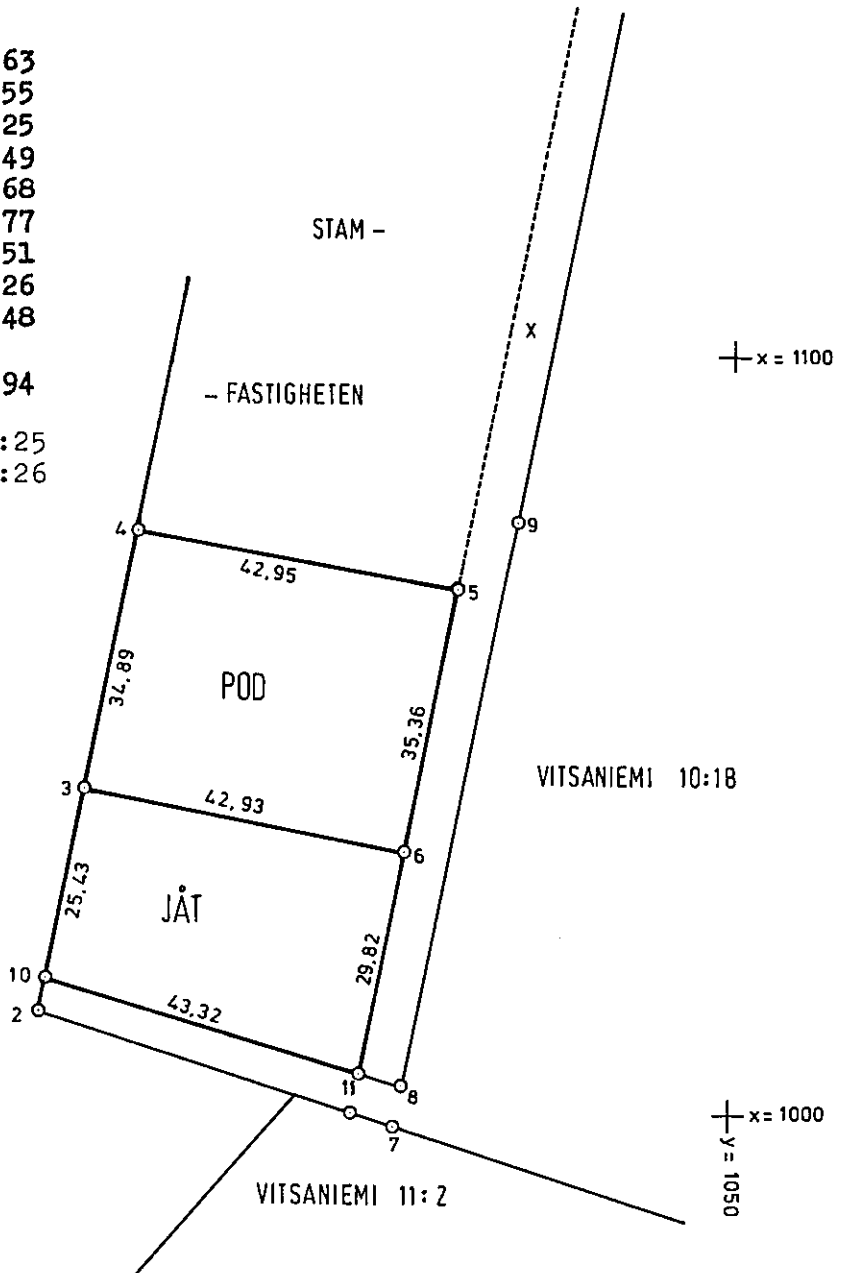 63
55
25
49
68
77
51
26
48
94
:25
:26
STAM -
X
x = 1100
- FASTIGHETEN
4
9
42,95
5
34,89
POD
35,36
VITSANIEMI 10:18
3
42,93
6
25,43
JÅT
29,82
10
43,32
2
11
8
x = 1000
7
y = 1050
VITSANIEMI 11:2